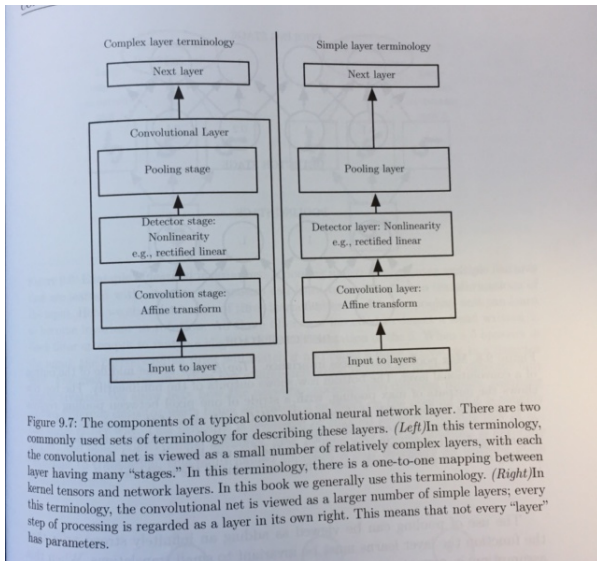 Complex layer terminology
Next layer
Convolutional Layer
Pooling stage
Detector stage:
Nonlinearity
e.g., rectified linear
Convolution stage:
Affine transform
Input to layer
Simple layer terminology
Next layer
Pooling layer
Detector layer: Nonlinearity
e.g., rectified linear
Convolution layer:
Affine transform
Input to layers
Figure 9.7: The components of a typical convolutional neural network layer. There are two
commonly used sets of terminology for describing these layers. (Left)In this terminology,
the convolutional net is viewed as a small number of relatively complex layers, with each
layer having many “stages.” In this terminology, there is a one-to-one mapping between
kernel tensors and network layers. In this book we generally use this terminology. (Right)In
this terminology, the convolutional net is viewed as a larger number of simple layers; every
step of processing is regarded as a layer in its own right. This means that not every “layer”
has parameters.